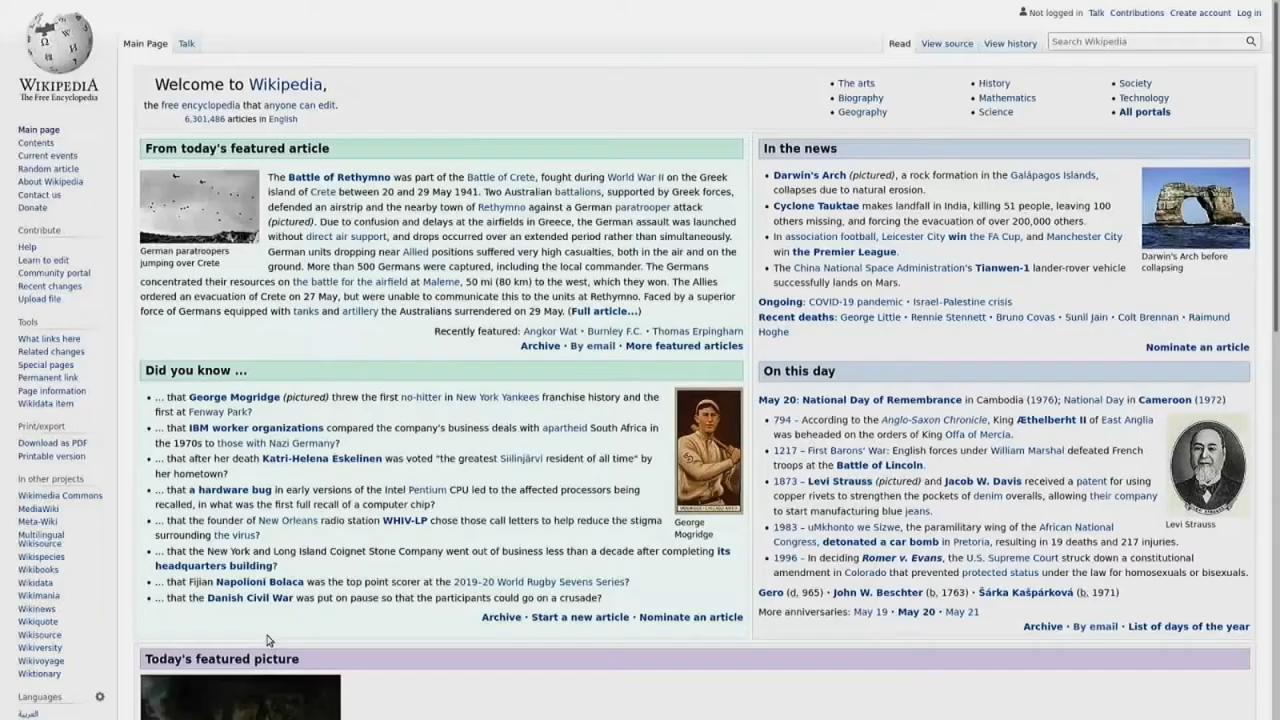 Not logged in Talk Contributions Create account Log in
Main Page Talk
Read View source View history Search Wikipedia
WIKIPEDIA
The Free Encyclopedia
Main page
Contents
Current events
Random article
About Wikipedia
Contact us
Donate
Contribute
Help
Learn to edit
Community portal
Recent changes
Upload file
Tools
What links here
Related changes
Special pages
Permanent link
Page information
Wikidata item
Print/export
Download as PDF
Printable version
In other projects
Wikimedia Commons
MediaWiki
Meta-Wiki
Multilingual
Wikisource
Wikispecies
Wikibooks
Wikidata
Wikimania
Wikinews
Wikiquote
Wikisource
Wikiversity
Wikivoyage
Wiktionary
Languages
العربية
Welcome to Wikipedia,
the free encyclopedia that anyone can edit.
6,301,486 articles in English
• The arts
• Biography
• Geography
• History
• Mathematics
• Science
• Society
• Technology
• All portals
From today's featured article
German paratroopers
jumping over Crete
The Battle of Rethymno was part of the Battle of Crete, fought during World War II on the Greek
island of Crete between 20 and 29 May 1941. Two Australian battalions, supported by Greek forces,
defended an airstrip and the nearby town of Rethymno against a German paratrooper attack
(pictured). Due to confusion and delays at the airfields in Greece, the German assault was launched
without direct air support, and drops occurred over an extended period rather than simultaneously.
German units dropping near Allied positions suffered very high casualties, both in the air and on the
ground. More than 500 Germans were captured, including the local commander. The Germans
concentrated their resources on the battle for the airfield at Maleme, 50 mi (80 km) to the west, which they won. The Allies
ordered an evacuation of Crete on 27 May, but were unable to communicate this to the units at Rethymno. Faced by a superior
force of Germans equipped with tanks and artillery the Australians surrendered on 29 May. (Full article...)
Recently featured: Angkor Wat • Burnley F.C. • Thomas Erpingham
Archive • By email • More featured articles
Did you know ...
• ... that George Mogridge (pictured) threw the first no-hitter in New York Yankees franchise history and the
first at Fenway Park?
• ... that IBM worker organizations compared the company's business deals with apartheid South Africa in
the 1970s to those with Nazi Germany?
• ... that after her death Katri-Helena Eskelinen was voted "the greatest Siilinjärvi resident of all time" by
her hometown?
• ... that a hardware bug in early versions of the Intel Pentium CPU led to the affected processors being
recalled, in what was the first full recall of a computer chip?
• ... that the founder of New Orleans radio station WHIV-LP chose those call letters to help reduce the stigma
surrounding the virus?
• ... that the New York and Long Island Coignet Stone Company went out of business less than a decade after completing its
headquarters building?
• ... that Fijian Napolioni Bolaca was the top point scorer at the 2019–20 World Rugby Sevens Series?
• ... that the Danish Civil War was put on pause so that the participants could go on a crusade?
George
Mogridge
Archive • Start a new article • Nominate an article
In the news
• Darwin's Arch (pictured), a rock formation in the Galápagos Islands,
collapses due to natural erosion.
• Cyclone Tauktae makes landfall in India, killing 51 people, leaving 100
others missing, and forcing the evacuation of over 200,000 others.
• In association football, Leicester City win the FA Cup, and Manchester City
win the Premier League.
• The China National Space Administration's Tianwen-1 lander-rover vehicle
successfully lands on Mars.
Darwin's Arch before
collapsing
Ongoing: COVID-19 pandemic • Israel–Palestine crisis
Recent deaths: George Little • Rennie Stennett • Bruno Covas • Sunil Jain • Colt Brennan • Raimund
Hoghe
Nominate an article
On this day
May 20: National Day of Remembrance in Cambodia (1976); National Day in Cameroon (1972)
• 794 – According to the Anglo-Saxon Chronicle, King Æthelberht II of East Anglia
was beheaded on the orders of King Offa of Mercia.
• 1217 – First Barons' War: English forces under William Marshal defeated French
troops at the Battle of Lincoln.
• 1873 – Levi Strauss (pictured) and Jacob W. Davis received a patent for using
copper rivets to strengthen the pockets of denim overalls, allowing their company
to start manufacturing blue jeans.
• 1983 – uMkhonto we Sizwe, the paramilitary wing of the African National
Congress, detonated a car bomb in Pretoria, resulting in 19 deaths and 217 injuries.
• 1996 – In deciding Romer v. Evans, the U.S. Supreme Court struck down a constitutional
amendment in Colorado that prevented protected status under the law for homosexuals or bisexuals.
Levi Strauss
Gero (d. 965) • John W. Beschter (b. 1763) • Šárka Kašpárková (b. 1971)
More anniversaries: May 19 • May 20 • May 21
Archive • By email • List of days of the year
Today's featured picture